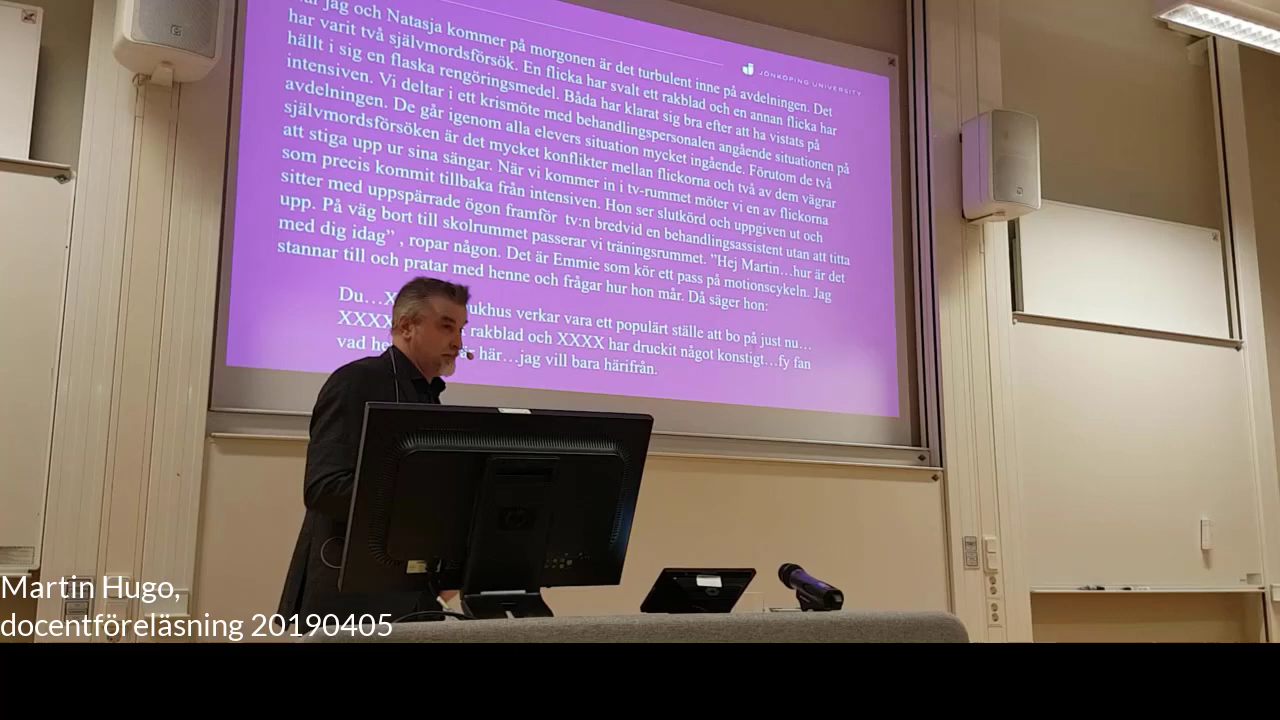 jag och Natasja kommer på morgonen är det turbulent inne på avdelningen. Det
har varit två självmordsförsök. En flicka har svalt ett rakblad och en annan flicka har
hällt i sig en flaska rengöringsmedel. Båda har klarat sig bra efter att ha vistats på
intensiven. Vi deltar i ett krismöte med behandlingspersonalen angående situationen på
avdelningen. De går igenom alla elevers situation mycket ingående. Förutom de två
självmordsförsöken är det mycket konflikter mellan flickorna och två av dem vägrar
att stiga upp ur sina sängar. När vi kommer in i tv-rummet möter vi en av flickorna
som precis kommit tillbaka från intensiven. Hon ser slutkörd och uppgiven ut och
sitter med uppspärrade ögon framför tv:n bredvid en behandlingsassistent utan att titta
upp. På väg bort till skolrummet passerar vi träningsrummet. ”Hej Martin…hur är det
med dig idag” , ropar någon. Det är Emmie som kör ett pass på motionscykeln. Jag
stannar till och pratar med henne och frågar hur hon mår. Då säger hon:
Du… ukhus verkar vara ett populärt ställe att bo på just nu…
XXXX rakblad och XXXX har druckit något konstigt…fy fan
vad här…jag vill bara härifrån.
JÖNKÖPING UNIVERSITY
Martin Hugo,
docentföreläsning 20190405